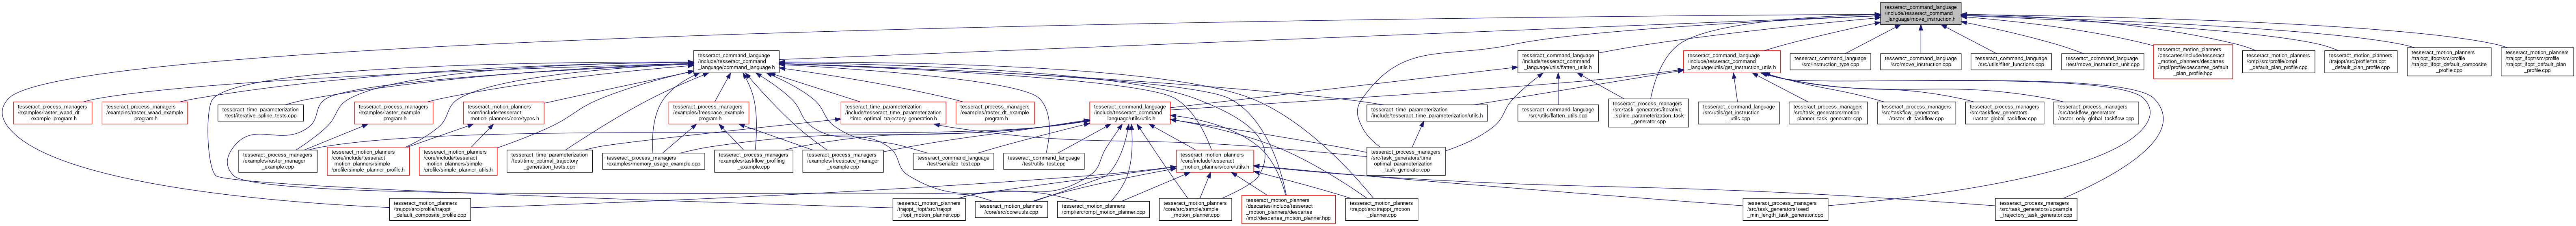 tesseract_command_language
/include/tesseract_command
_language/move_instruction.h
tesseract_command_language
/include/tesseract_command
_language/command_language.h
tesseract_command_language
/include/tesseract_command
_language/utils/flatten_utils.h
tesseract_command_language
/include/tesseract_command
_language/utils/get_instruction_utils.h
tesseract_command_language
/src/instruction_type.cpp
tesseract_command_language
/src/move_instruction.cpp
tesseract_command_language
/src/utils/filter_functions.cpp
tesseract_command_language
/test/move_instruction_unit.cpp
tesseract_motion_planners
/descartes/include/tesseract
_motion_planners/descartes
/impl/profile/descartes_default
_plan_profile.hpp
tesseract_motion_planners
/ompl/src/profile/ompl
_default_plan_profile.cpp
tesseract_motion_planners
/trajopt/src/profile/trajopt
_default_plan_profile.cpp
tesseract_motion_planners
/trajopt_ifopt/src/profile
/trajopt_ifopt_default_composite
_profile.cpp
tesseract_motion_planners
/trajopt_ifopt/src/profile
/trajopt_ifopt_default_plan
_profile.cpp
tesseract_process_managers
/examples/raster_waad_dt
_example_program.h
tesseract_process_managers
/examples/raster_waad_example
_program.h
tesseract_time_parameterization
/test/iterative_spline_tests.cpp
tesseract_process_managers
/examples/raster_example
_program.h
tesseract_motion_planners
/core/include/tesseract
_motion_planners/core/types.h
tesseract_process_managers
/examples/freespace_example
_program.h
tesseract_time_parameterization
/include/tesseract_time_parameterization
/time_optimal_trajectory_generation.h
tesseract_process_managers
/examples/raster_dt_example
_program.h
tesseract_command_language
/include/tesseract_command
_language/utils/utils.h
tesseract_time_parameterization
/include/tesseract_time_parameterization/utils.h
tesseract_command_language
/src/utils/flatten_utils.cpp
tesseract_process_managers
/src/task_generators/iterative
_spline_parameterization_task
_generator.cpp
tesseract_command_language
/src/utils/get_instruction
_utils.cpp
tesseract_process_managers
/src/task_generators/motion
_planner_task_generator.cpp
tesseract_process_managers
/src/taskflow_generators
/raster_dt_taskflow.cpp
tesseract_process_managers
/src/taskflow_generators
/raster_global_taskflow.cpp
tesseract_process_managers
/src/taskflow_generators
/raster_only_global_taskflow.cpp
tesseract_process_managers
/examples/raster_manager
_example.cpp
tesseract_motion_planners
/core/include/tesseract
_motion_planners/simple
/profile/simple_planner_profile.h
tesseract_motion_planners
/core/include/tesseract
_motion_planners/simple
/profile/simple_planner_utils.h
tesseract_time_parameterization
/test/time_optimal_trajectory
_generation_tests.cpp
tesseract_process_managers
/examples/memory_usage_example.cpp
tesseract_process_managers
/examples/taskflow_profiling
_example.cpp
tesseract_process_managers
/examples/freespace_manager
_example.cpp
tesseract_command_language
/test/serialize_test.cpp
tesseract_command_language
/test/utils_test.cpp
tesseract_motion_planners
/core/include/tesseract
_motion_planners/core/utils.h
tesseract_process_managers
/src/task_generators/time
_optimal_parameterization
_task_generator.cpp
tesseract_motion_planners
/trajopt/src/profile/trajopt
_default_composite_profile.cpp
tesseract_motion_planners
/trajopt_ifopt/src/trajopt
_ifopt_motion_planner.cpp
tesseract_motion_planners
/core/src/core/utils.cpp
tesseract_motion_planners
/ompl/src/ompl_motion_planner.cpp
tesseract_motion_planners
/core/src/simple/simple
_motion_planner.cpp
tesseract_motion_planners
/descartes/include/tesseract
_motion_planners/descartes
/impl/descartes_motion_planner.hpp
tesseract_motion_planners
/trajopt/src/trajopt_motion
_planner.cpp
tesseract_process_managers
/src/task_generators/seed
_min_length_task_generator.cpp
tesseract_process_managers
/src/task_generators/upsample
_trajectory_task_generator.cpp